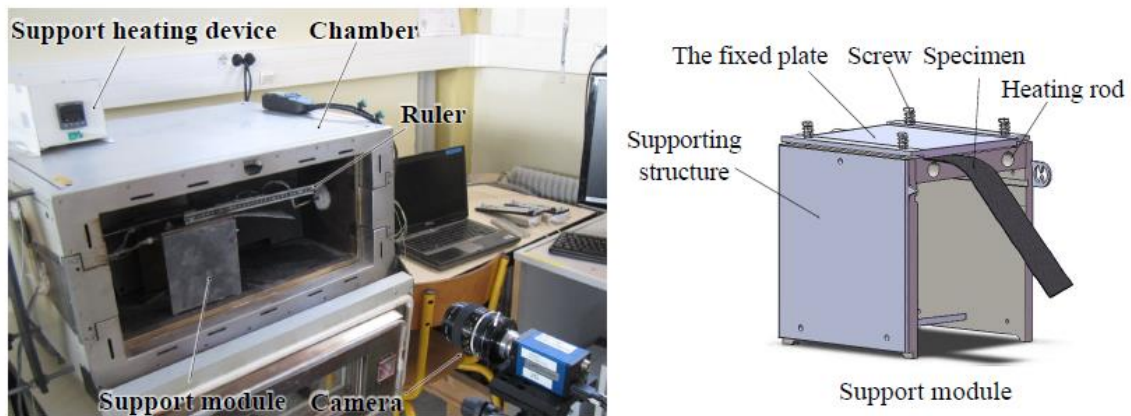 Support heating device
Chamber
Ruler
Support module
Camera
The fixed plate
Screw
Specimen
Heating rod
Supporting
structure
Support module